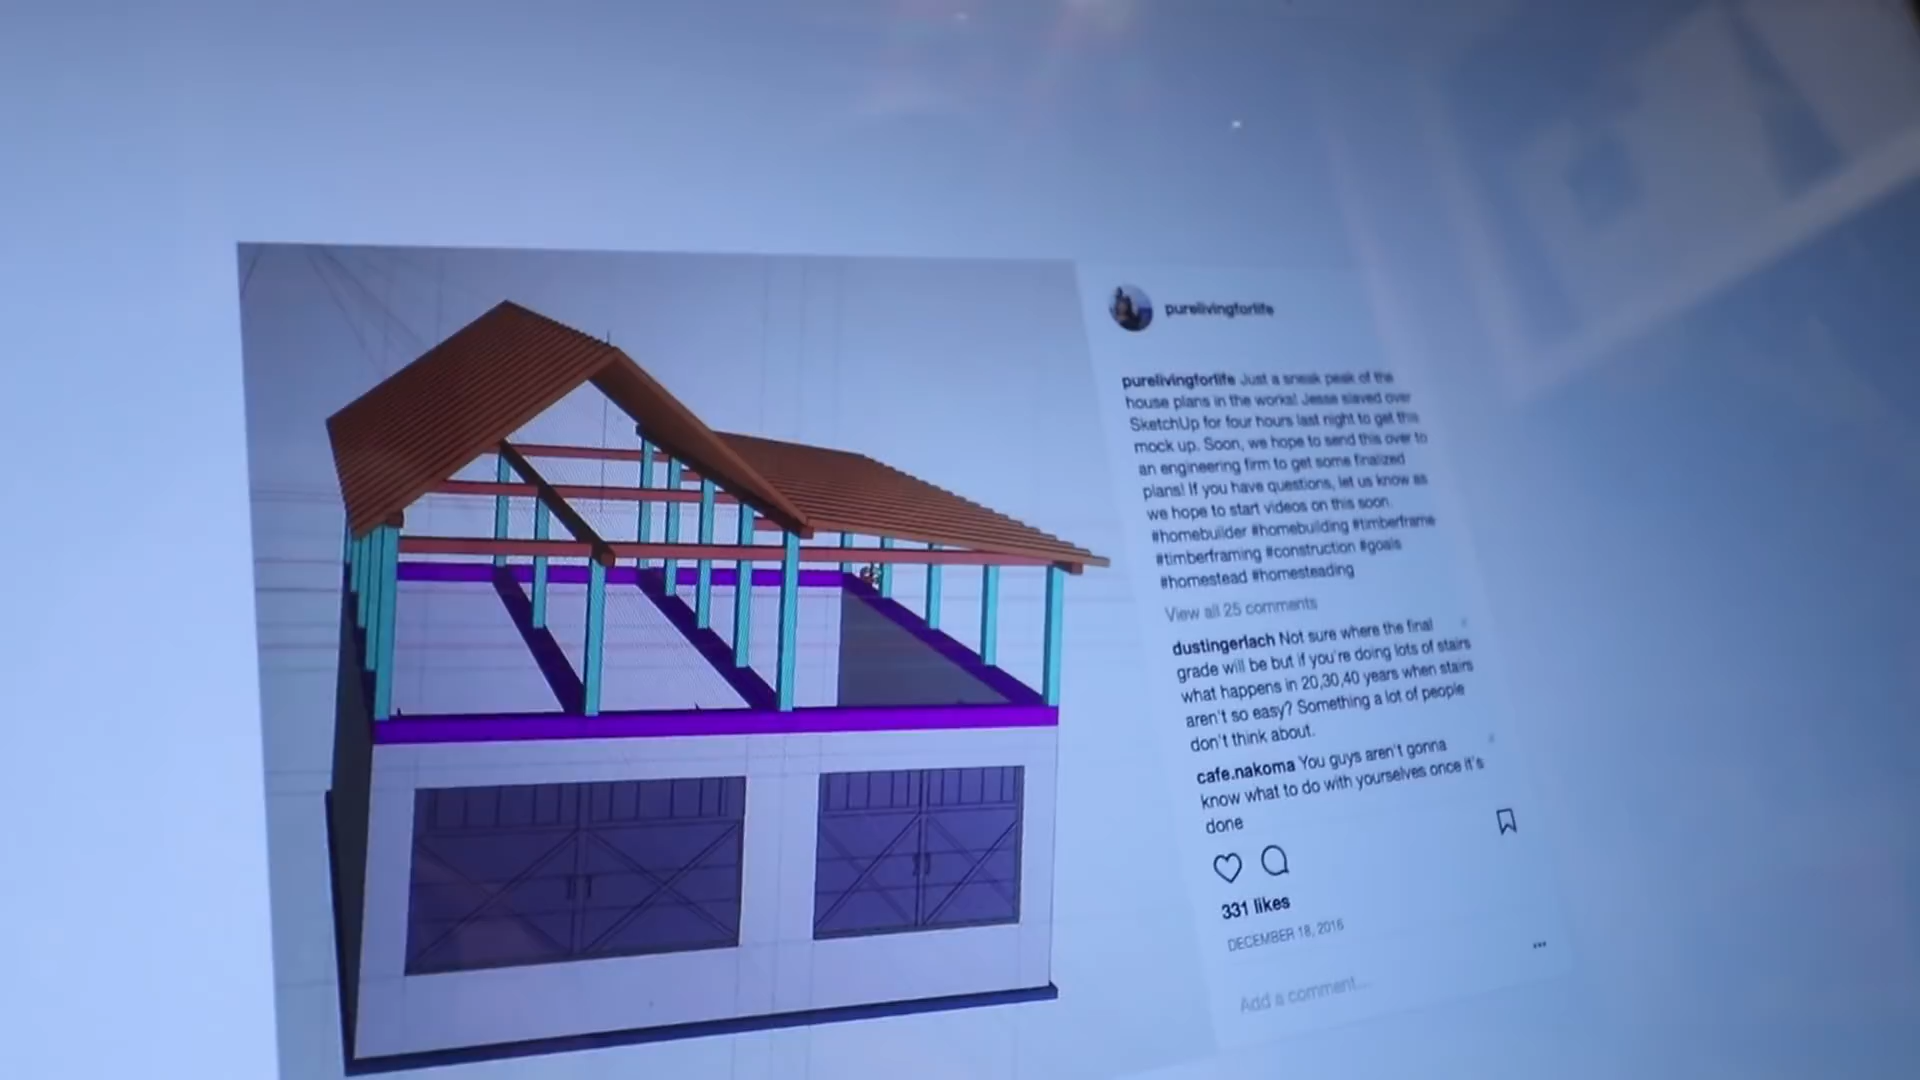 purelivingforlife
purelivingforlife Just a sneak peak of the
house plans in the works! Jesse slaved over
SketchUp for four hours last night to get this
mock up. Soon, we hope to send this over to
an engineering firm to get some finalized
plans! If you have questions, let us know as
we hope to start videos on this soon.
#homebuilder #homebuilding #timberframe
#timberframing #construction #goals
#homestead #homesteading
View all 25 comments
dustingerlach Not sure where the final
grade will be but if you're doing lots of stairs
what happens in 20,30,40 years when stairs
aren't so easy? Something a lot of people
don't think about.
cafe.nakoma You guys aren't gonna
know what to do with yourselves once it's
done
331 likes
DECEMBER 18, 2016
Add a comment...